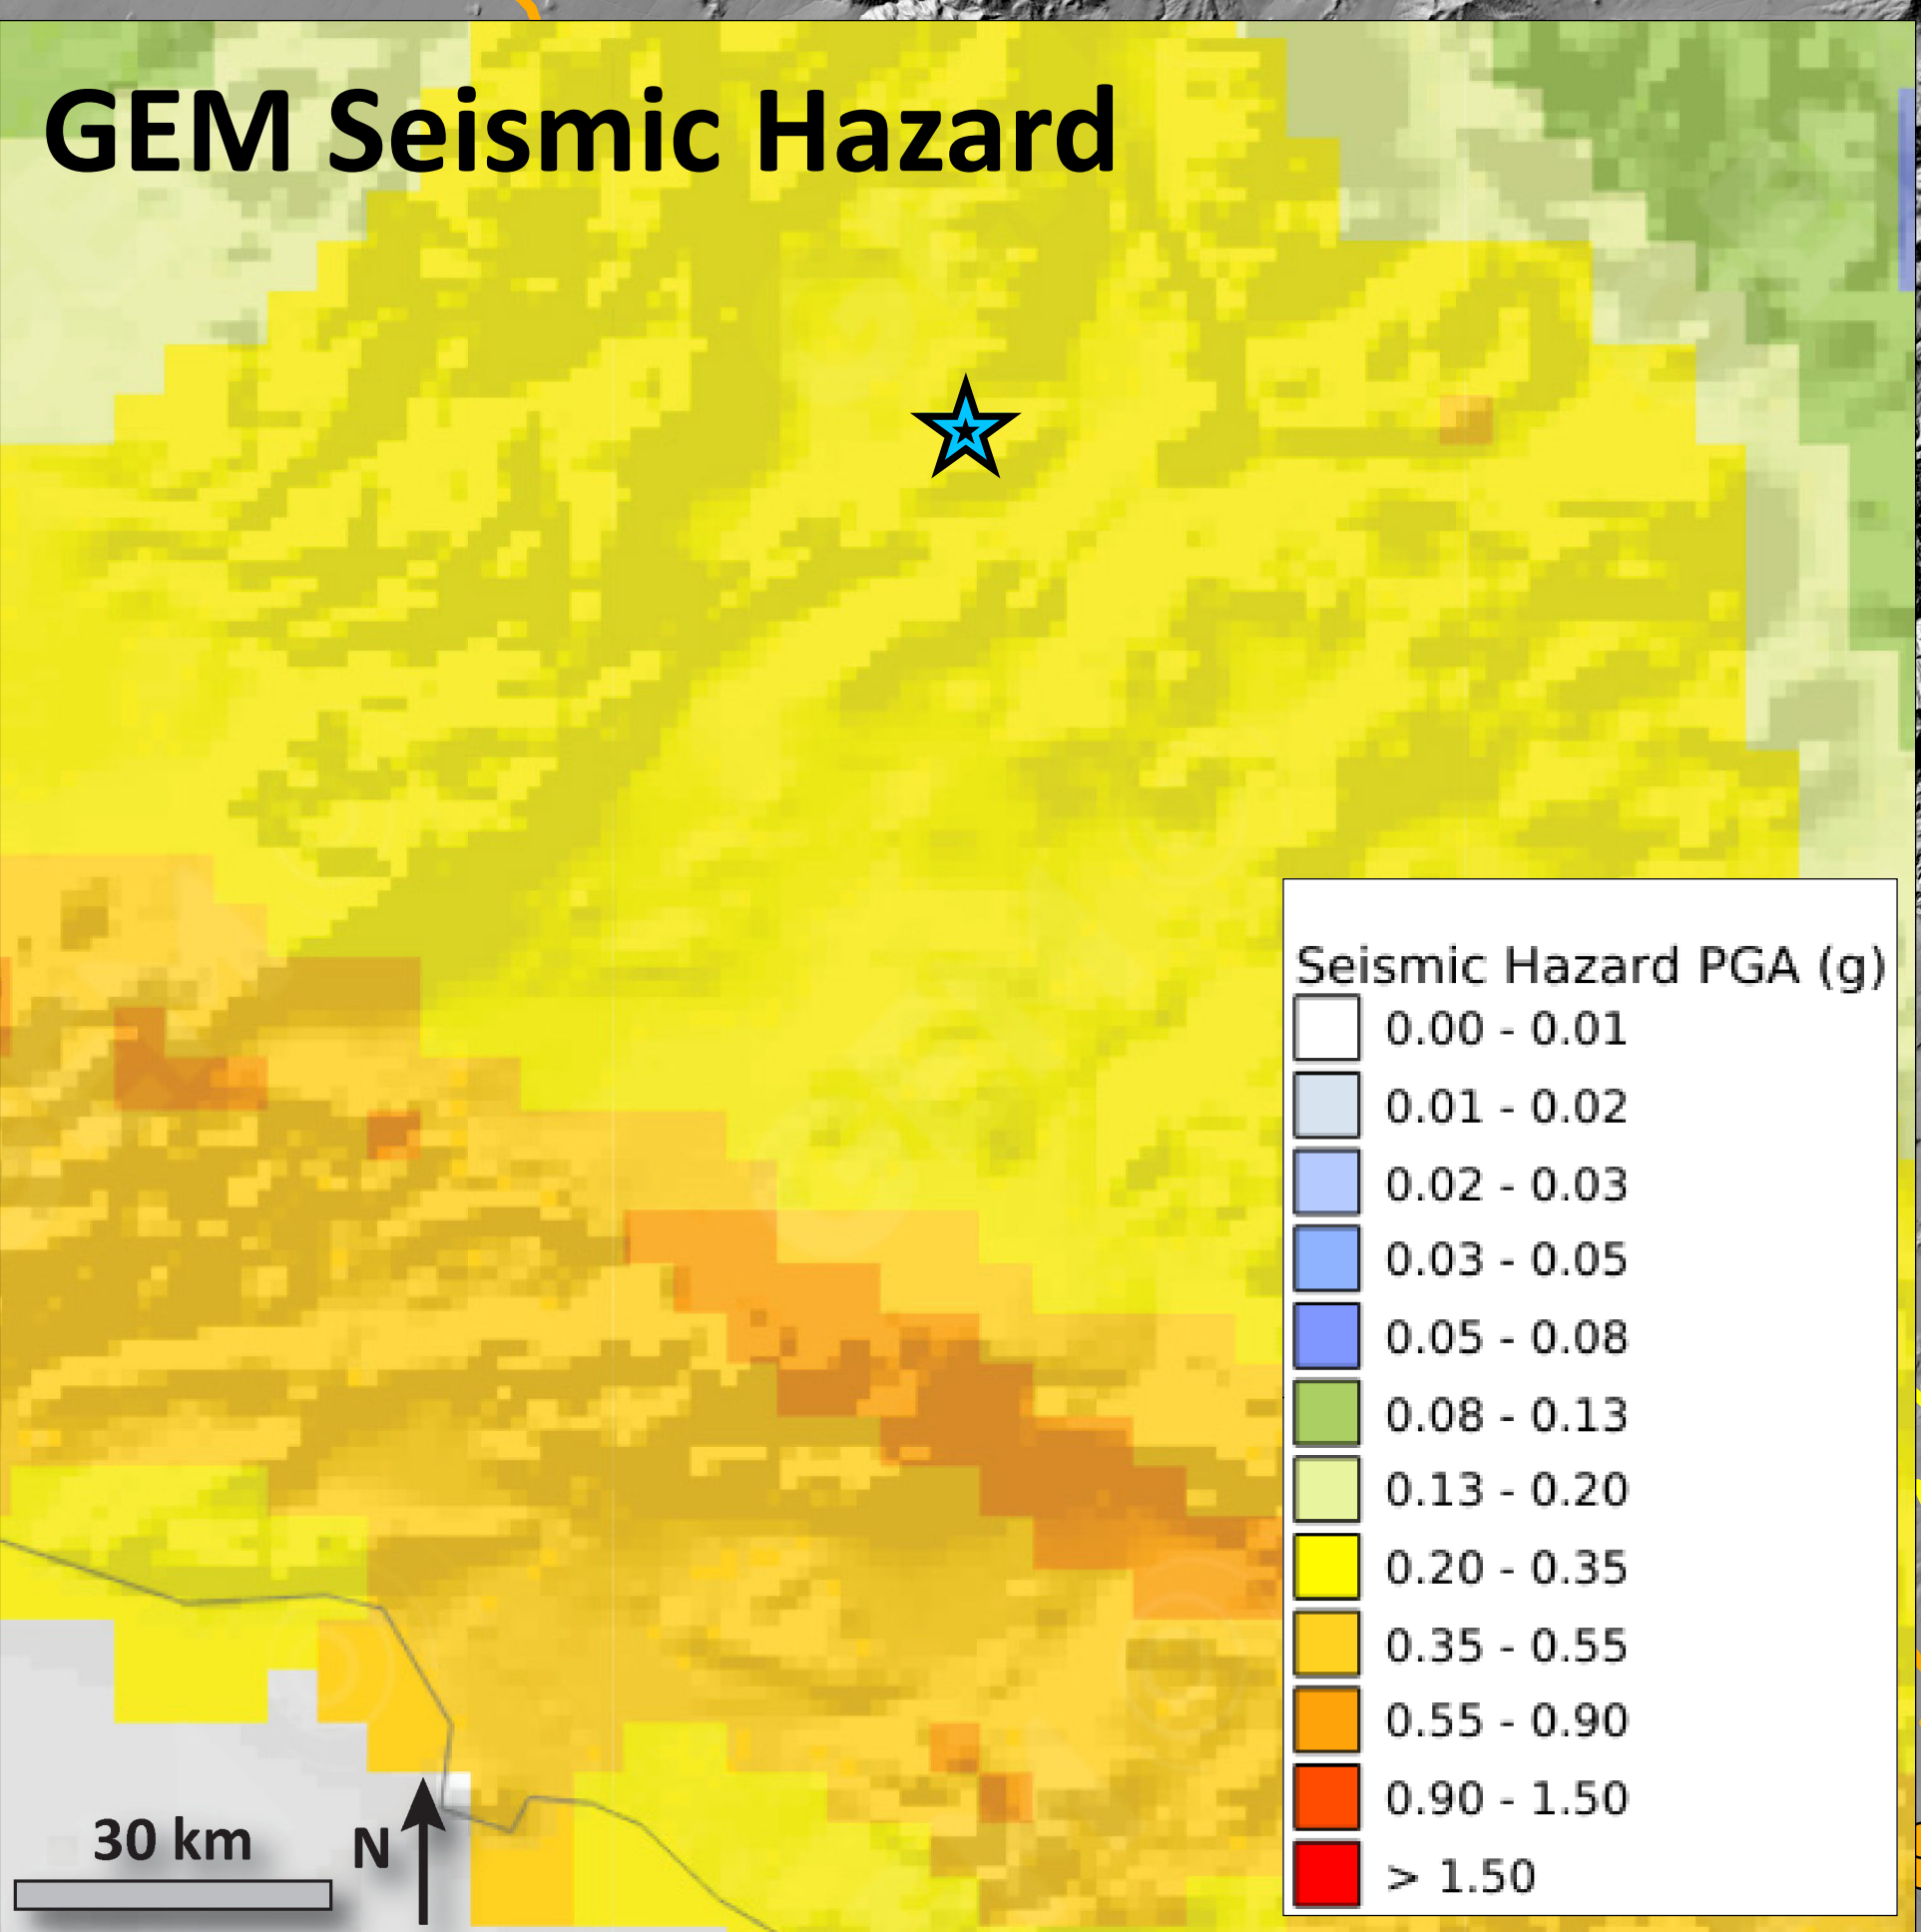 GEM Seismic Hazard
Seismic Hazard PGA (g)
0.00 - 0.01
0.01 - 0.02
0.02 - 0.03
0.03 - 0.05
0.05 - 0.08
0.08 - 0.13
0.13 - 0.20
0.20 - 0.35
0.35 - 0.55
0.55 - 0.90
0.90 - 1.50
> 1.50
30 km
N